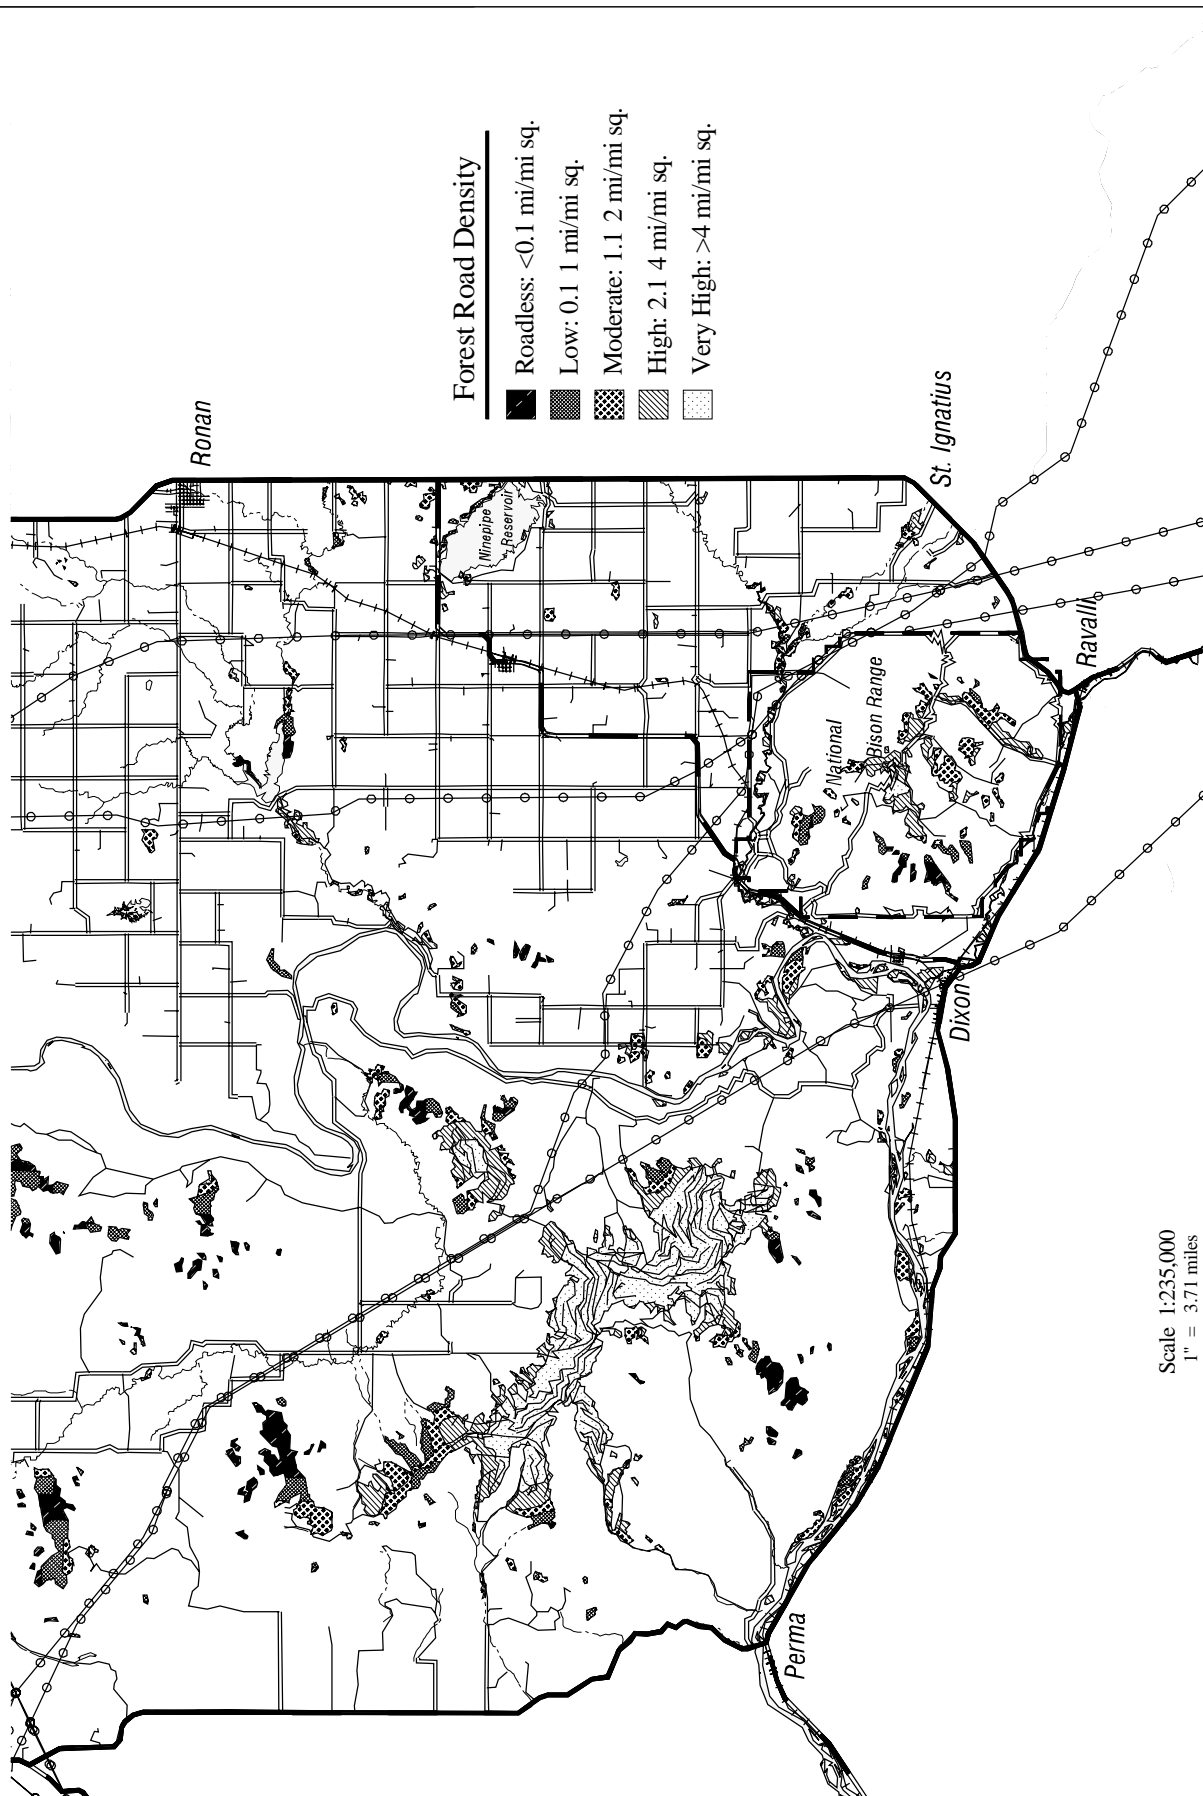 Forest Road Density
Roadless: <0.1 mi/mi sq.
Low: 0.1 1 mi/mi sq.
Moderate: 1.1 2 mi/mi sq.
High: 2.1 4 mi/mi sq.
Very High: >4 mi/mi sq.
Ronan
Ninepipe
Reservoir
St. Ignatius
Ravalli
National
Bison Range
Dixon
Perma
Scale 1:235,000
1" = 3.71 miles